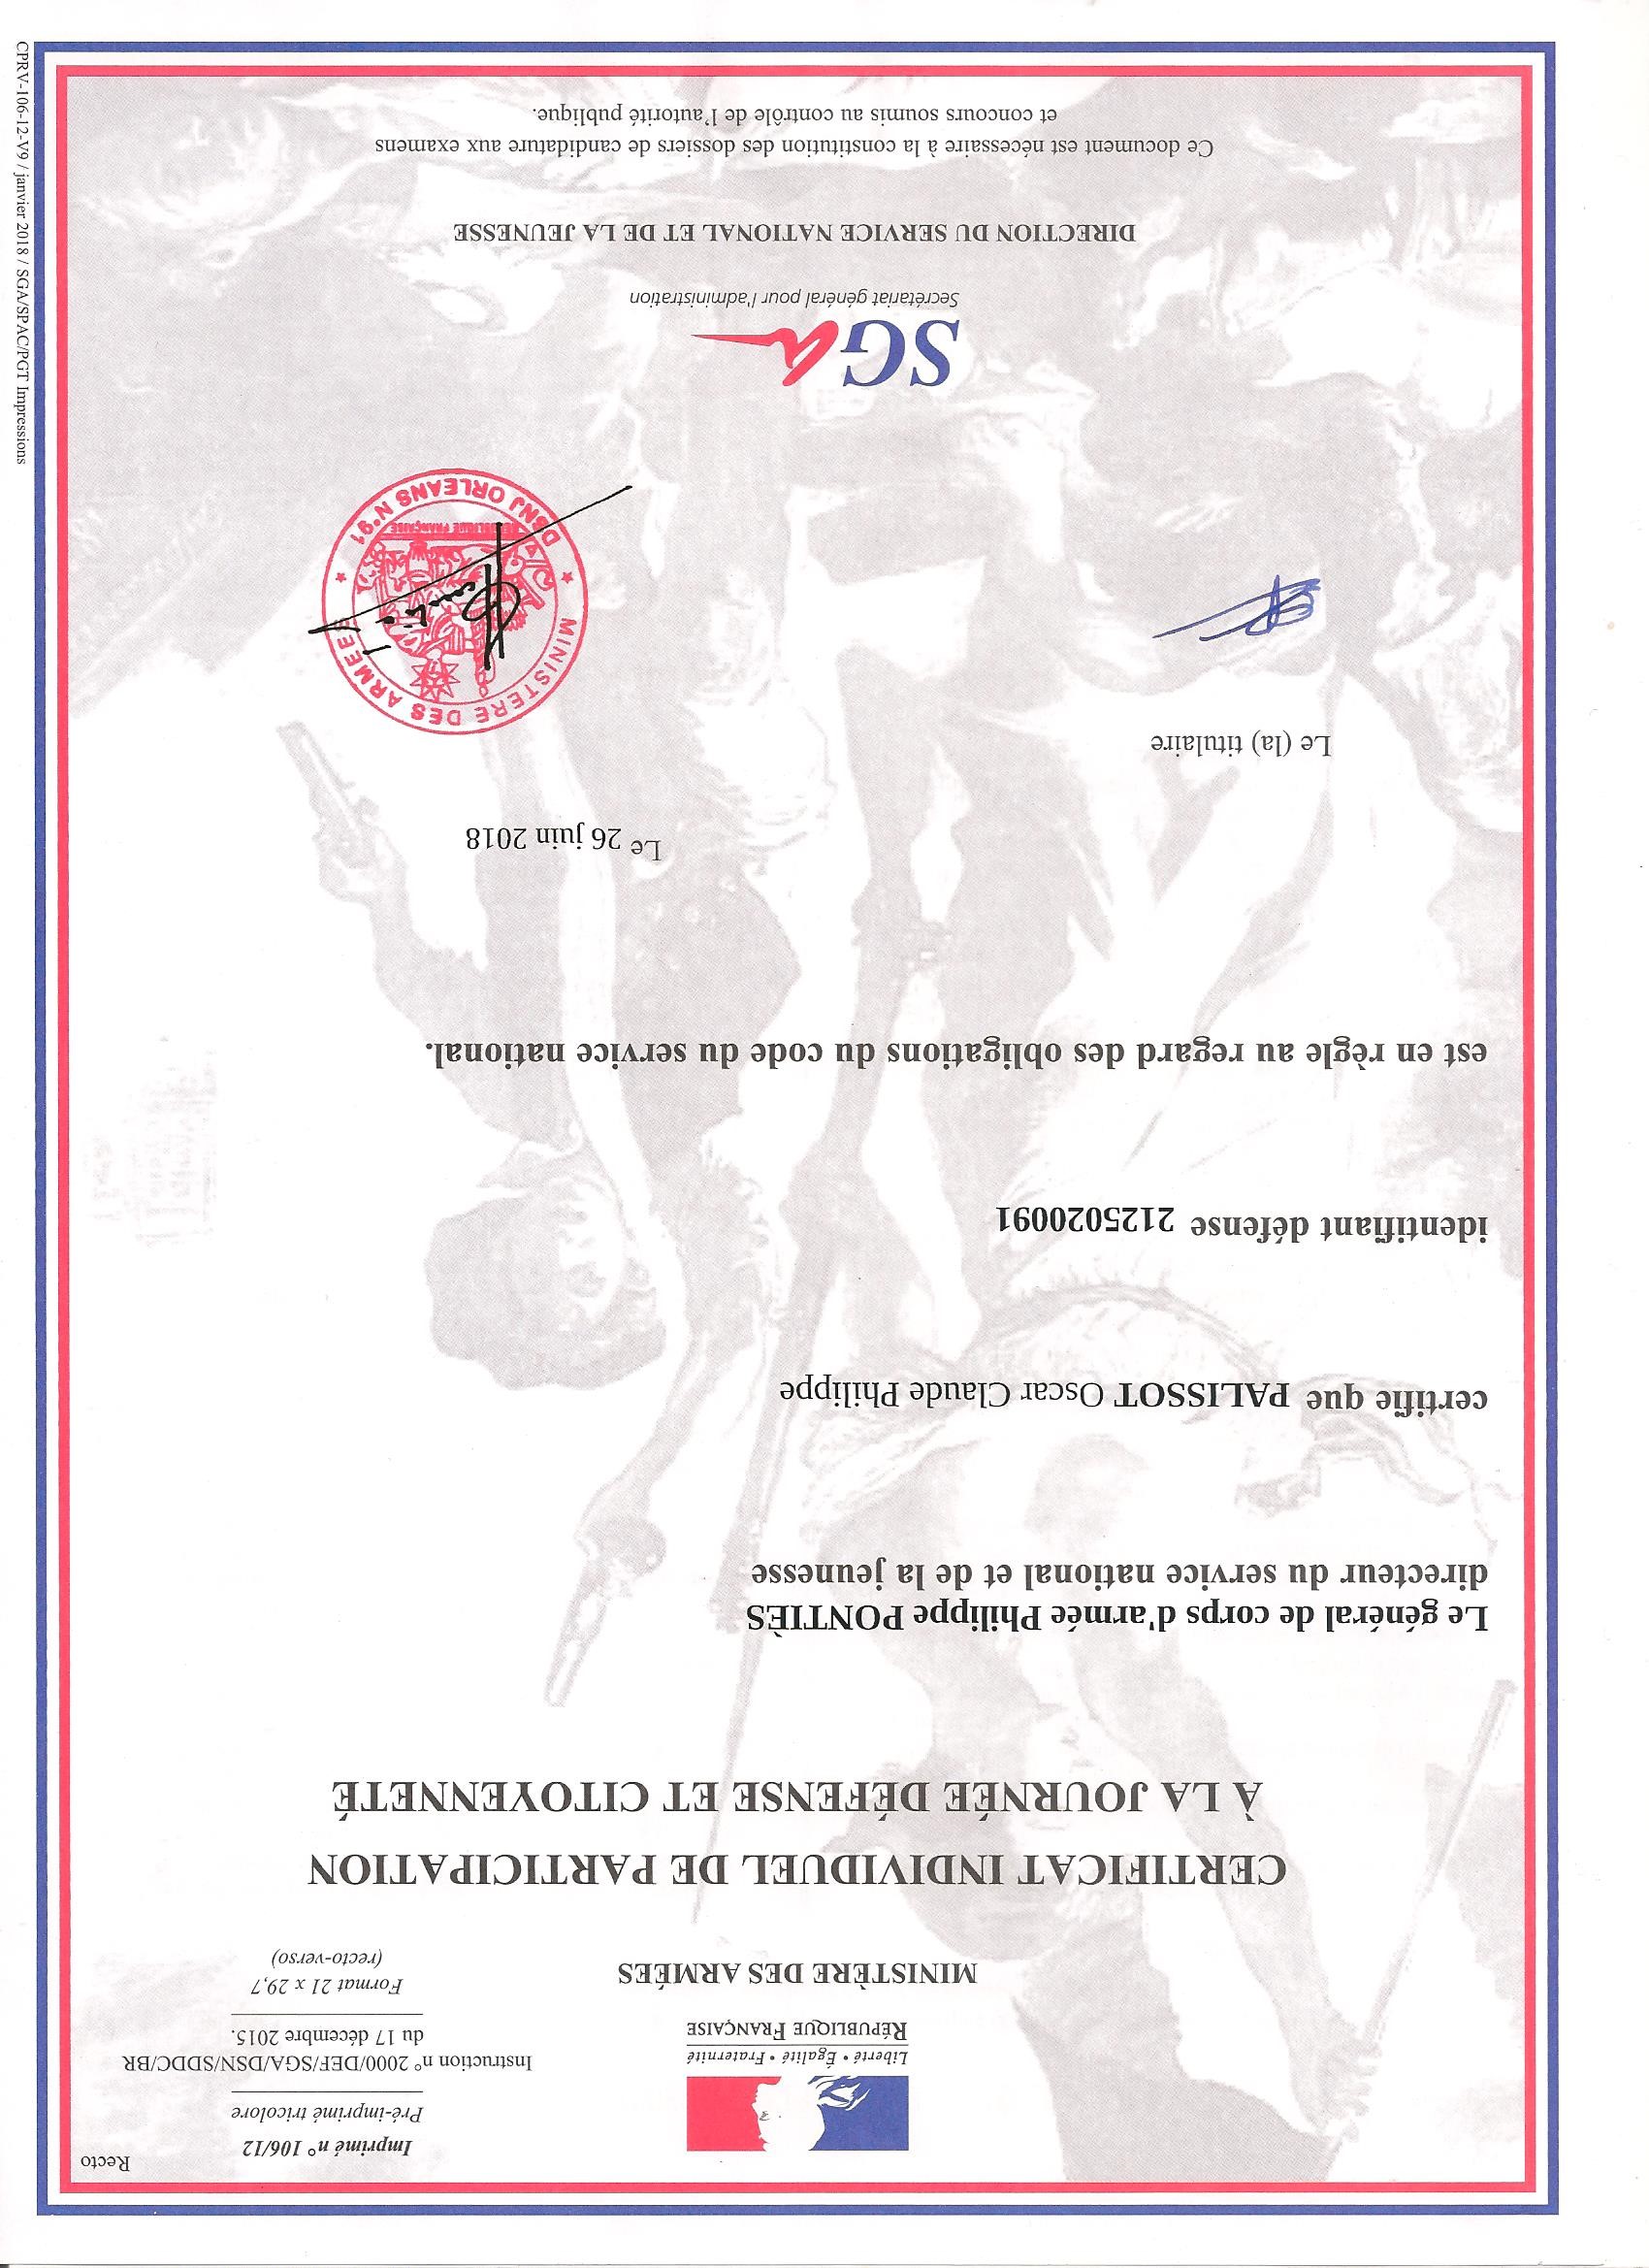 Recto
Imprimé n° 106/12
Pré-imprimé tricolore
Instruction n° 2000/DEF/SGA/DSN/SDDC/BR
du 17 décembre 2015.
Format 21 x 29,7
(recto-verso)
Liberté • Égalité • Fraternité
RÉPUBLIQUE FRANÇAISE
MINISTÈRE DES ARMÉES
CERTIFICAT INDIVIDUEL DE PARTICIPATION
À LA JOURNÉE DÉFENSE ET CITOYENNETÉ
Le général de corps d'armée Philippe PONTIÈS
directeur du service national et de la jeunesse
certifie que PALISSOT Oscar Claude Philippe
identifiant défense 2125020091
est en règle au regard des obligations du code du service national.
Le 26 juin 2018
Le (la) titulaire
MINISTERE DES ARMEES
REPUBLIQUE FRANÇAISE
DSNJ ORLEANS N°91
SGA
Secrétariat général pour l'administration
DIRECTION DU SERVICE NATIONAL ET DE LA JEUNESSE
Ce document est nécessaire à la constitution des dossiers de candidature aux examens
et concours soumis au contrôle de l'autorité publique.
CPRV-106-12-V9 / janvier 2018 / SGA/SPAC/PGT Impressions